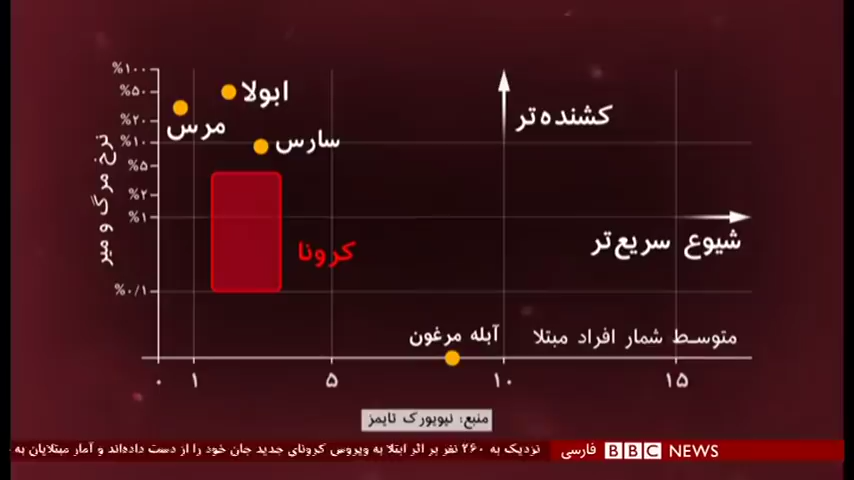 %۱۰۰
%۵۰
%۲۰
%۱۰
%۵
%۲
%۱
%۰/۱
نرخ مرگ و میر
ابولا
مرس
سارس
کرونا
کشنده‌تر
شیوع سریع‌تر
آبله مرغون
متوسط شمار افراد مبتلا
۰ ۱ ۵ ۱۰ ۱۵
منبع: نیویورک تایمز
BBC NEWS فارسی
نزدیک به ۲۶۰ نفر بر اثر ابتلا به ویروس کرونای جدید جان خود را از دست داده‌اند و آمار مبتلایان به